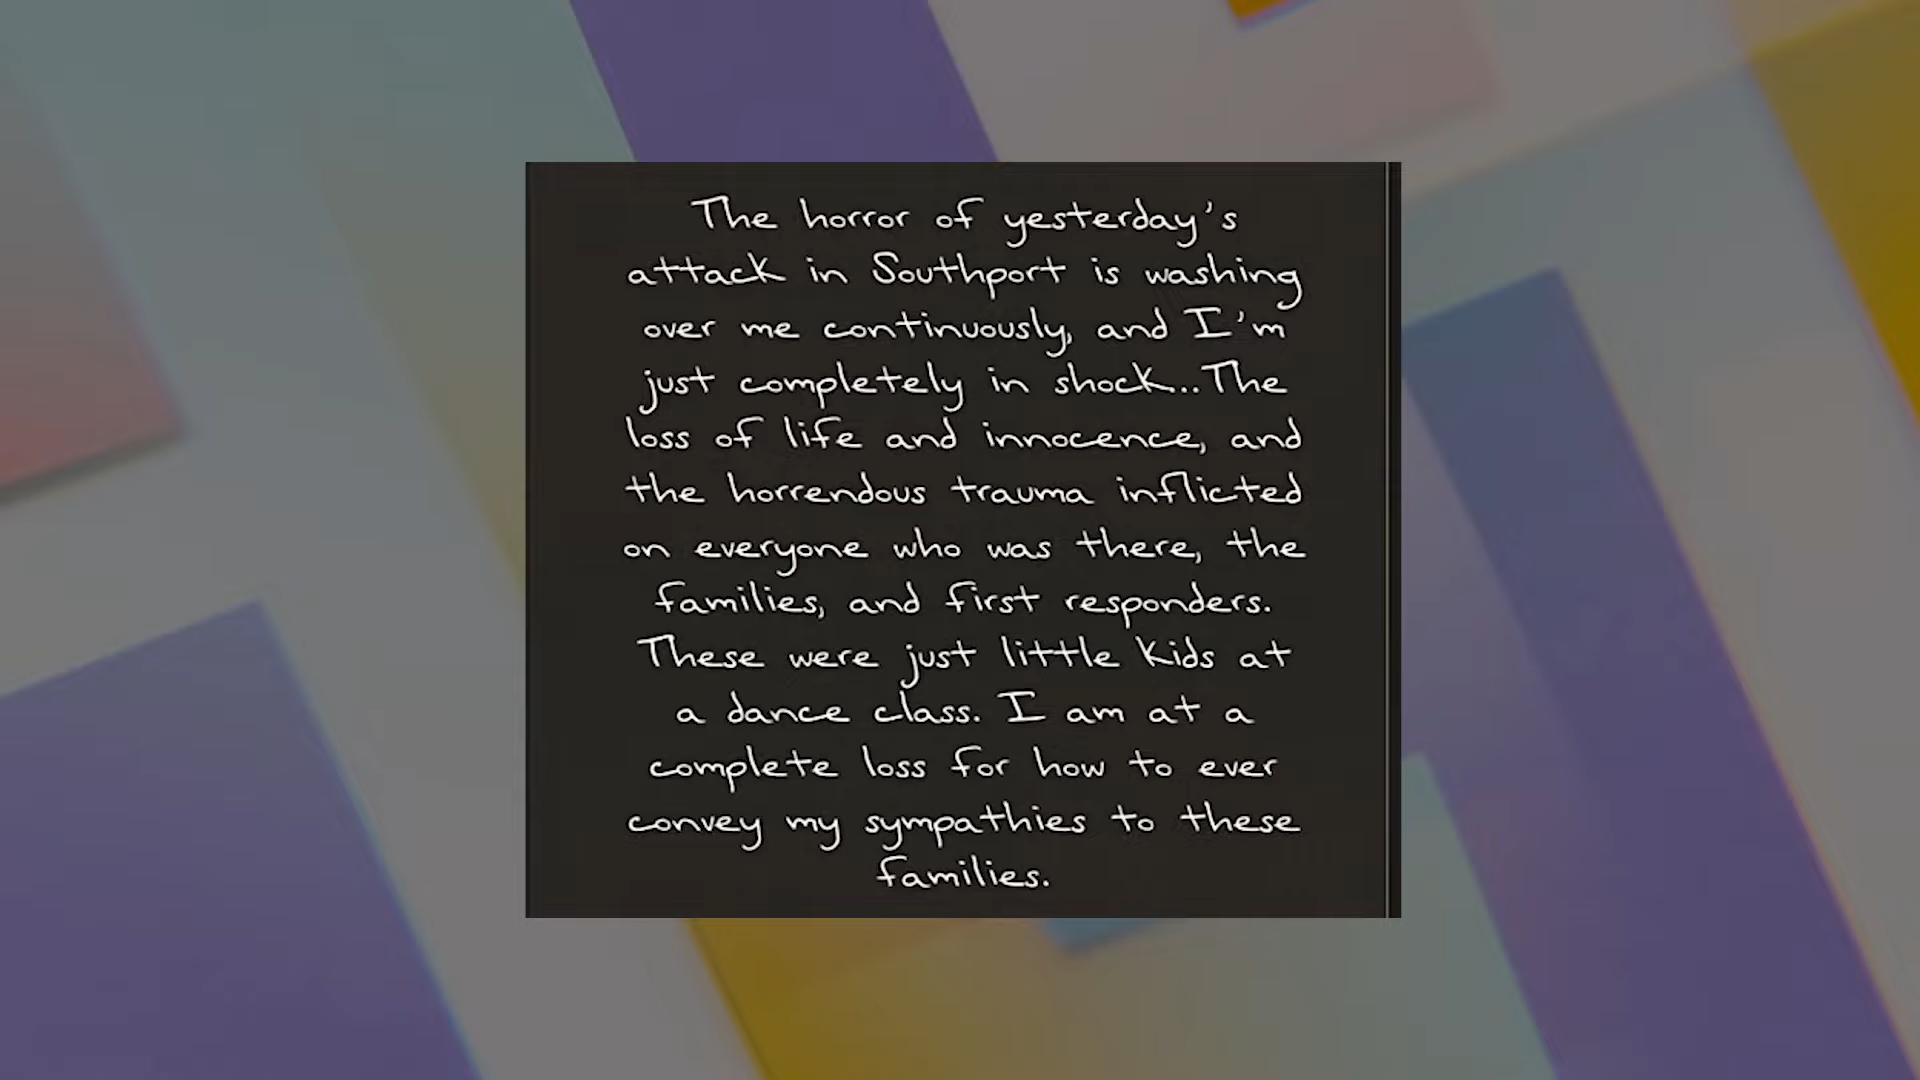 The horror of yesterday's
attack in Southport is washing
over me continuously, and I'm
just completely in shock...The
loss of life and innocence, and
the horrendous trauma inflicted
on everyone who was there, the
families, and first responders.
These were just little kids at
a dance class. I am at a
complete loss for how to ever
convey my sympathies to these
families.